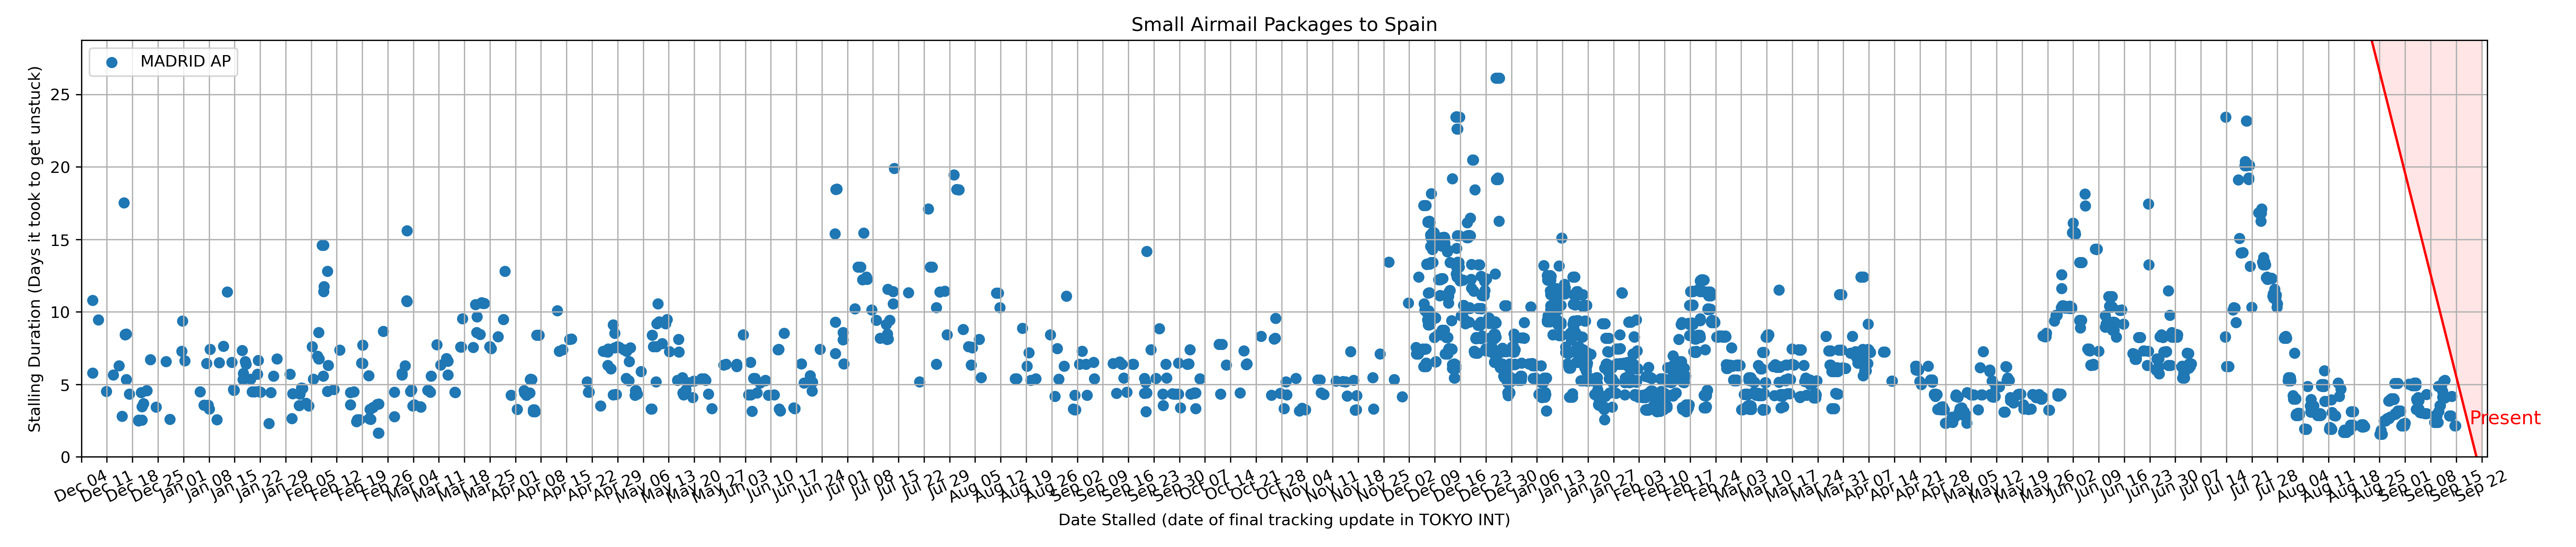 Small Airmail Packages to Spain
MADRID AP
Stalling Duration (Days it took to get unstuck)
25
20
15
10
5
0
Present
Dec 04
Dec 11
Dec 18
Dec 25
Jan 01
Jan 08
Jan 15
Jan 22
Jan 29
Feb 05
Feb 12
Feb 19
Feb 26
Mar 04
Mar 11
Mar 18
Mar 25
Apr 01
Apr 08
Apr 15
Apr 22
Apr 29
May 06
May 13
May 20
May 27
Jun 03
Jun 10
Jun 17
Jun 24
Jul 01
Jul 08
Jul 15
Jul 22
Jul 29
Aug 05
Aug 12
Aug 19
Aug 26
Sep 02
Sep 09
Sep 16
Sep 23
Sep 30
Oct 07
Oct 14
Oct 21
Oct 28
Nov 04
Nov 11
Nov 18
Nov 25
Dec 02
Dec 09
Dec 16
Dec 23
Dec 30
Jan 06
Jan 13
Jan 20
Jan 27
Feb 03
Feb 10
Feb 17
Feb 24
Mar 03
Mar 10
Mar 17
Mar 24
Mar 31
Apr 07
Apr 14
Apr 21
Apr 28
May 05
May 12
May 19
May 26
Jun 02
Jun 09
Jun 16
Jun 23
Jun 30
Jul 07
Jul 14
Jul 21
Jul 28
Aug 04
Aug 11
Aug 18
Aug 25
Sep 01
Sep 08
Sep 15
Sep 22
Date Stalled (date of final tracking update in TOKYO INT)